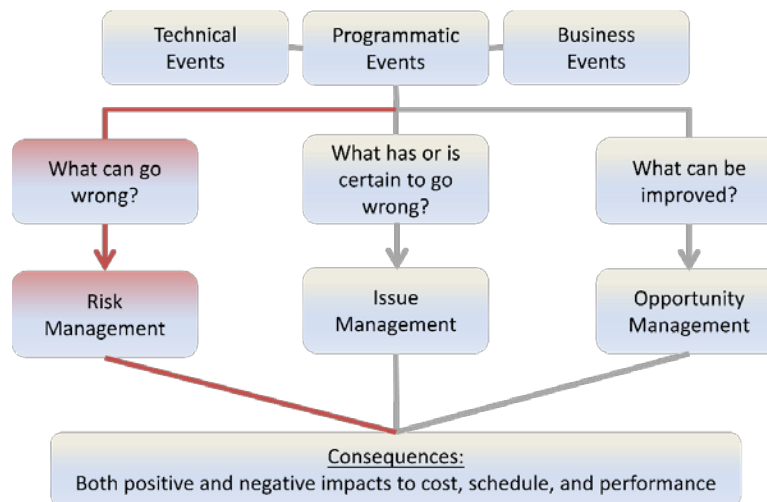 Technical
Events
Programmatic
Events
Business
Events
What can go
wrong?
What has or is
certain to go
wrong?
What can be
improved?
Risk
Management
Issue
Management
Opportunity
Management
Consequences:
Both positive and negative impacts to cost, schedule, and performance